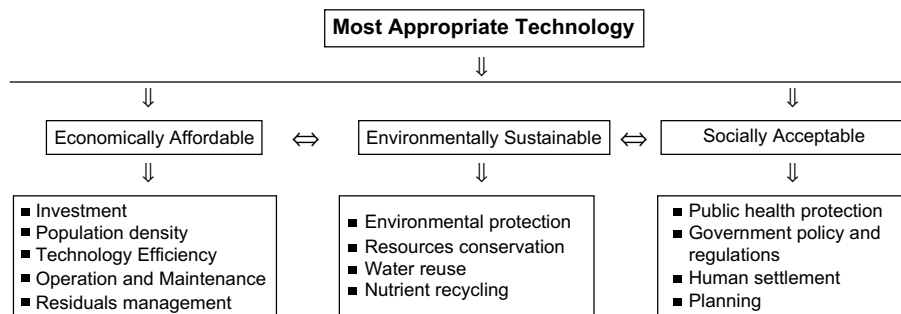 Most Appropriate Technology
⇓
⇓ ⇓ ⇓
Economically Affordable ⇔ Environmentally Sustainable ⇔ Socially Acceptable
⇓ ⇓ ⇓
■ Investment
■ Population density
■ Technology Efficiency
■ Operation and Maintenance
■ Residuals management
■ Environmental protection
■ Resources conservation
■ Water reuse
■ Nutrient recycling
■ Public health protection
■ Government policy and
regulations
■ Human settlement
■ Planning